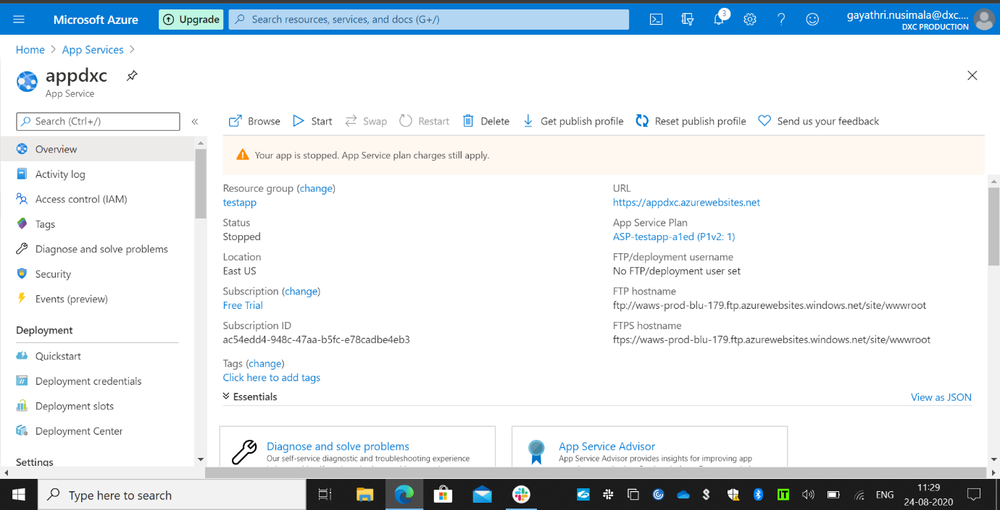 Microsoft Azure
Upgrade
Search resources, services, and docs (G+/)
3
gayathri.nusimala@dxc....
DXC PRODUCTION
Home > App Services >
appdxc
App Service
Search (Ctrl+/)
«
Browse
Start
Swap
Restart
Delete
Get publish profile
Reset publish profile
Send us your feedback
Overview
Activity log
Access control (IAM)
Tags
Diagnose and solve problems
Security
Events (preview)
Deployment
Quickstart
Deployment credentials
Deployment slots
Deployment Center
Settings
Your app is stopped. App Service plan charges still apply.
Resource group (change)
testapp
Status
Stopped
Location
East US
Subscription (change)
Free Trial
Subscription ID
ac54edd4-948c-47aa-b5fc-e78cadbe4eb3
Tags (change)
Click here to add tags
URL
https://appdxc.azurewebsites.net
App Service Plan
ASP-testapp-a1ed (P1v2: 1)
FTP/deployment username
No FTP/deployment user set
FTP hostname
ftp://waws-prod-blu-179.ftp.azurewebsites.windows.net/site/wwwroot
FTPS hostname
ftps://waws-prod-blu-179.ftp.azurewebsites.windows.net/site/wwwroot
Essentials
View as JSON
Diagnose and solve problems
Our self-service diagnostic and troubleshooting experience
App Service Advisor
App Service Advisor provides insights for improving app
Type here to search
ENG
11:29
24-08-2020